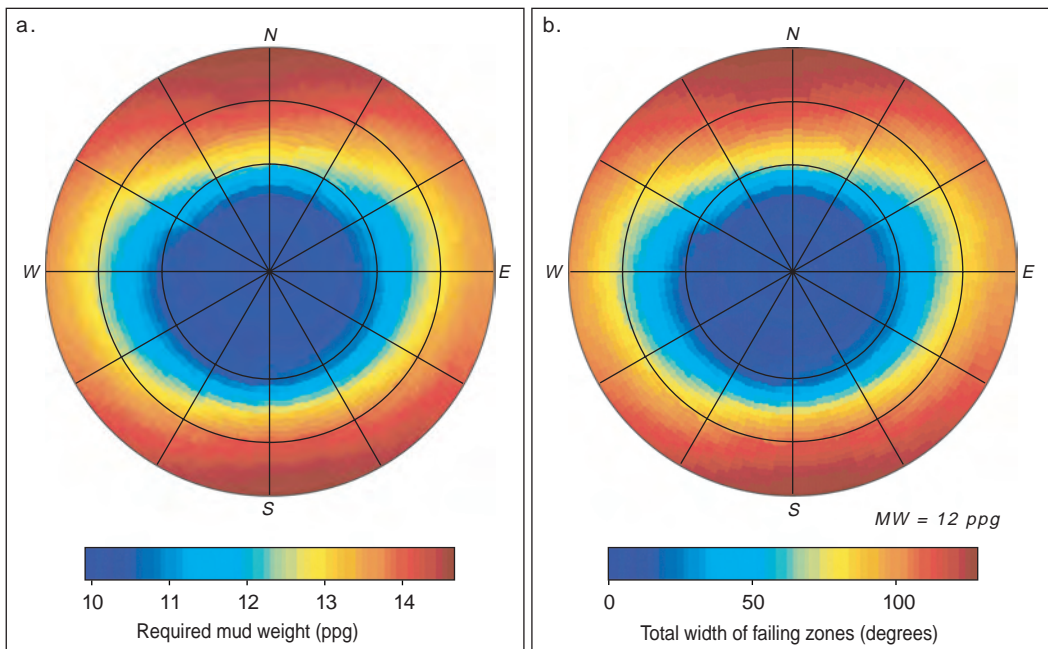 a.
N
W
E
S
10 11 12 13 14
Required mud weight (ppg)
b.
N
W
E
S
MW = 12 ppg
0 50 100
Total width of failing zones (degrees)